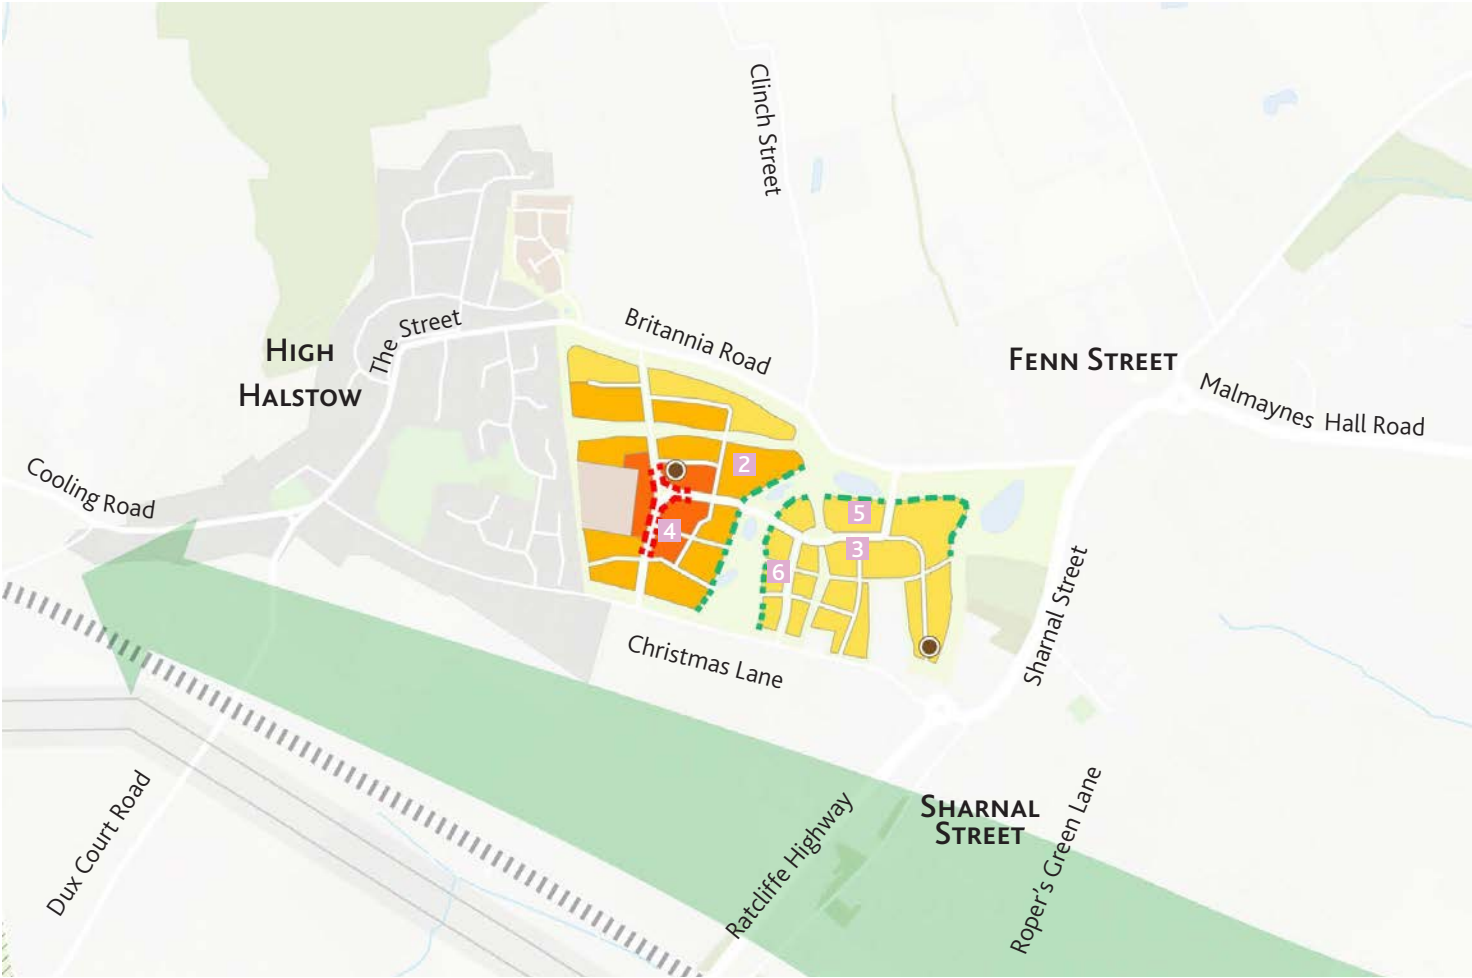 Clinch Street
The Street
Britannia Road
HIGH
HALSTOW
FENN STREET
Malmaynes Hall Road
Cooling Road
2
5
4
3
6
Sharnal Street
Christmas Lane
Dux Court Road
Ratcliffe Highway
SHARNAL
STREET
Roper's Green Lane